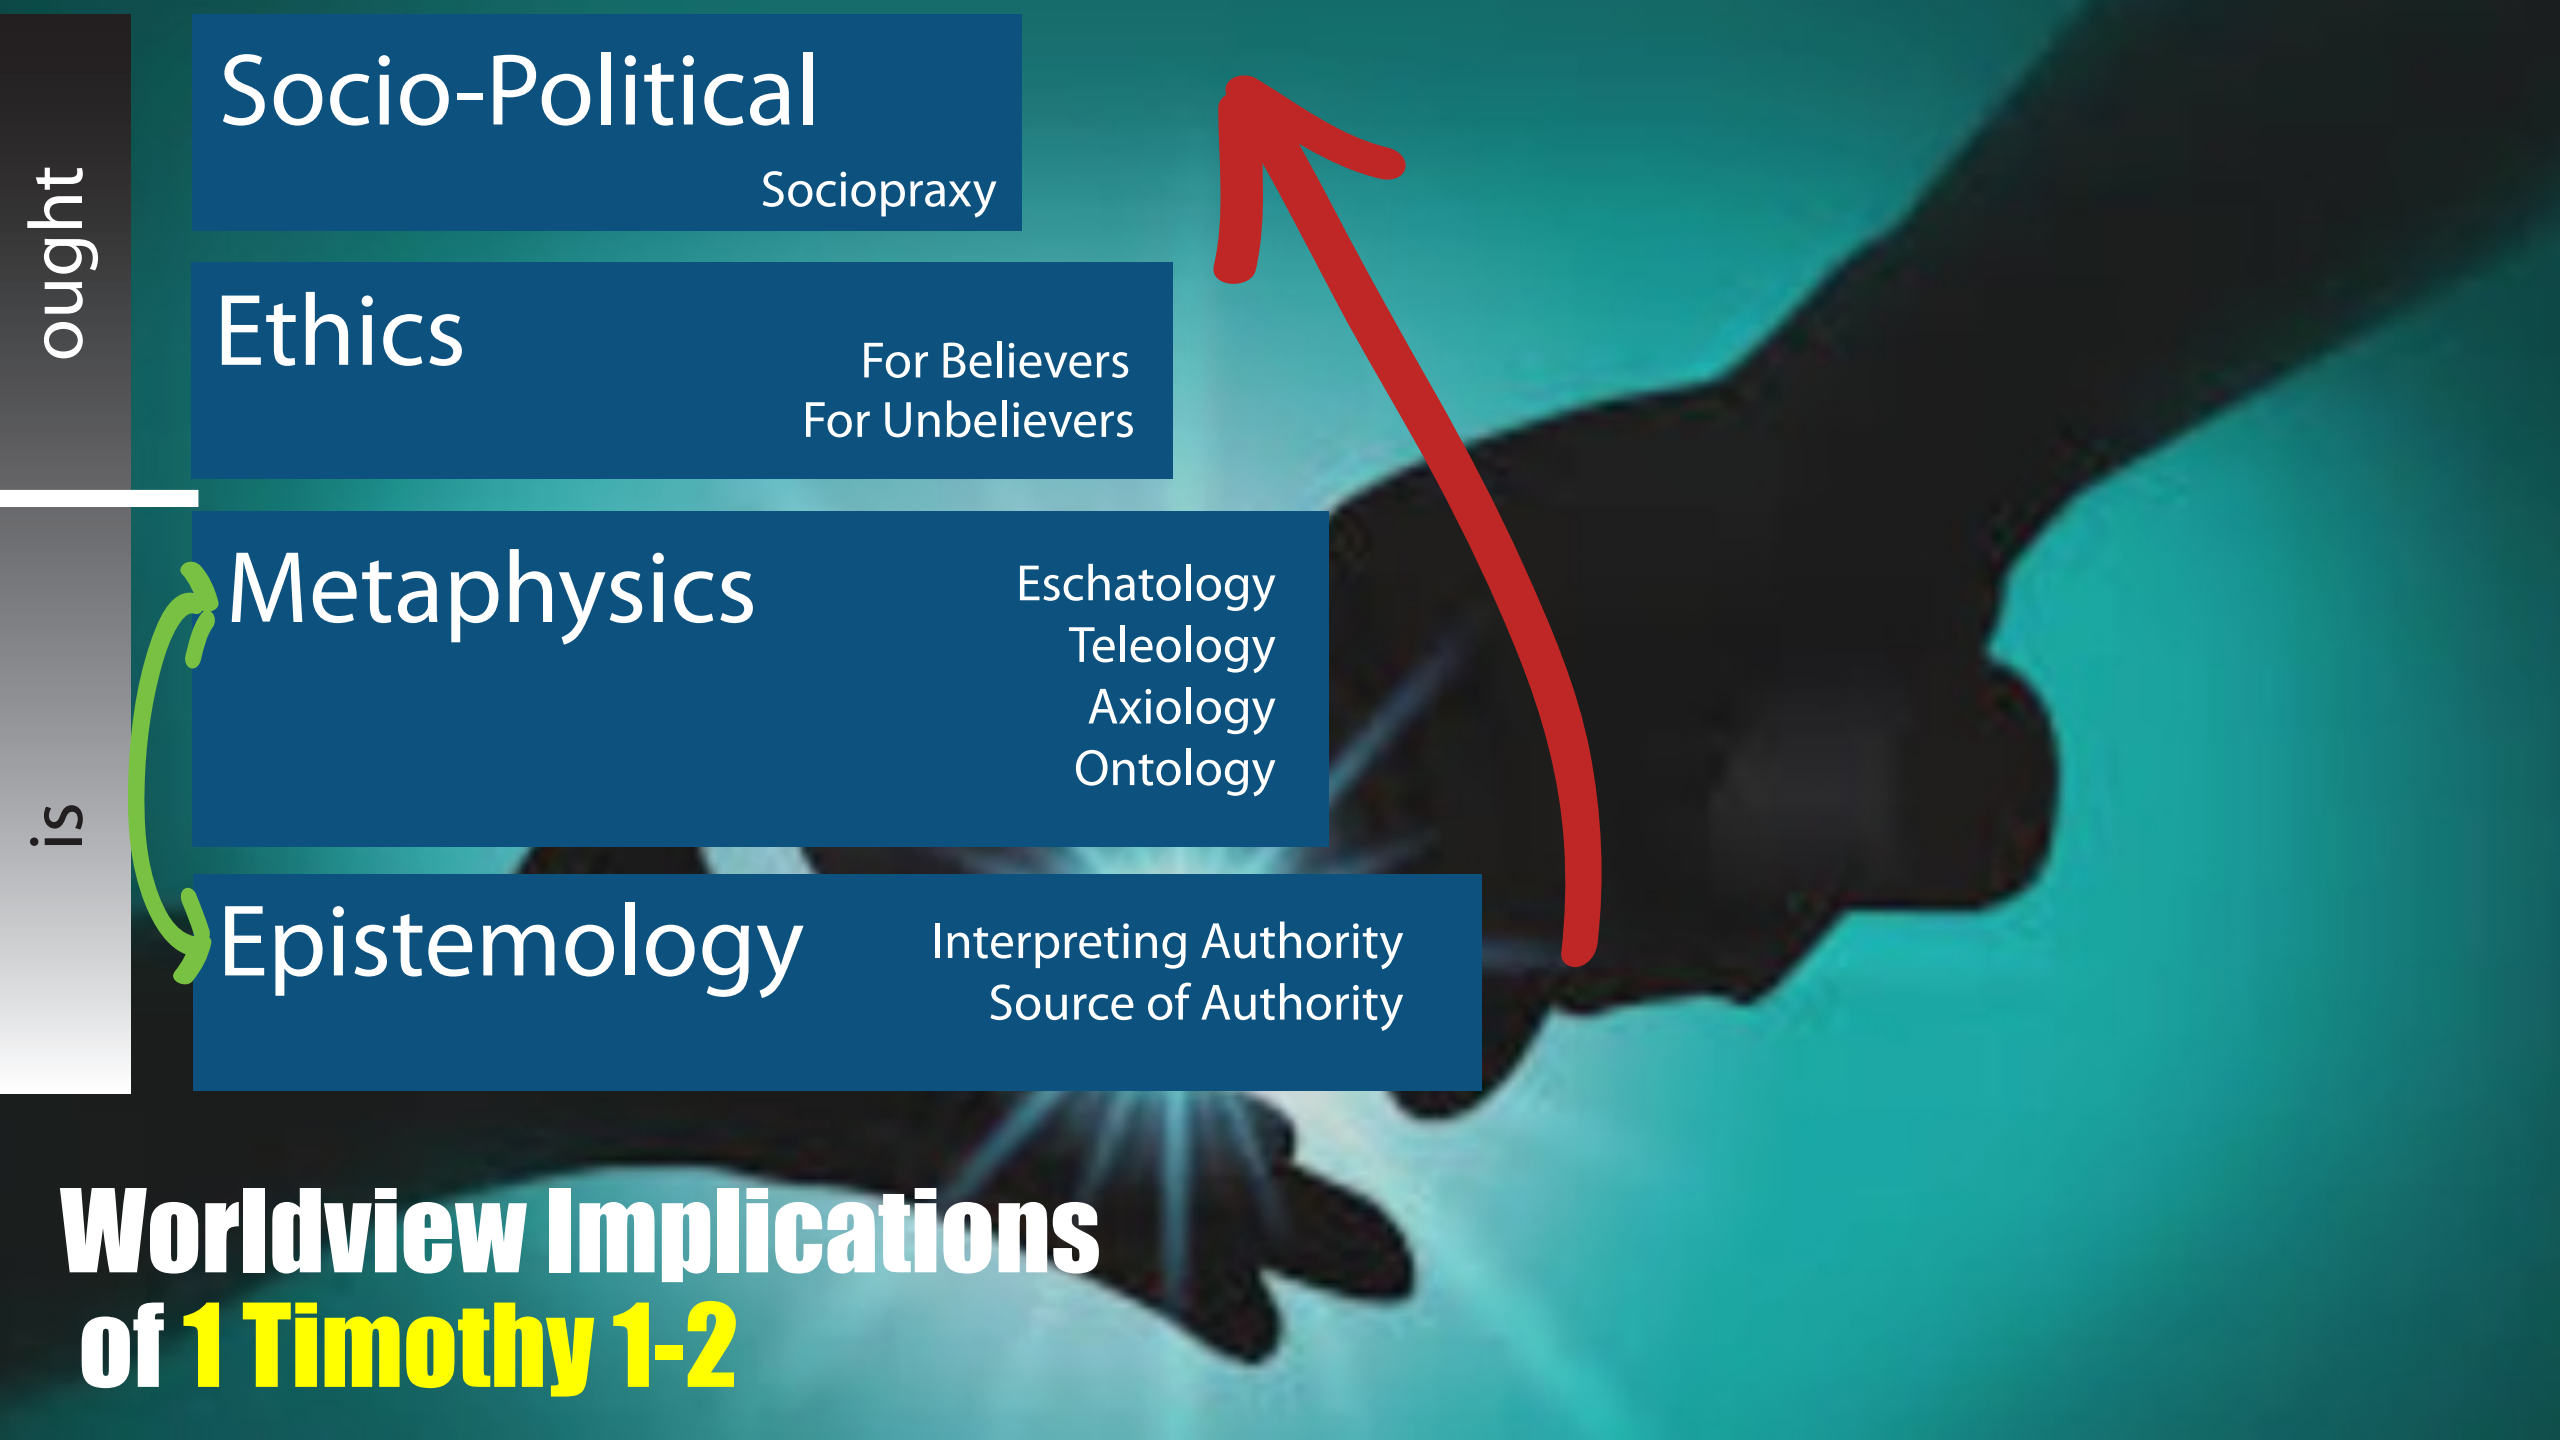 ought
is
Socio-Political
Sociopraxy
Ethics
For Believers
For Unbelievers
Metaphysics
Eschatology
Teleology
Axiology
Ontology
Epistemology
Interpreting Authority
Source of Authority
Worldview Implications
of 1 Timothy 1-2